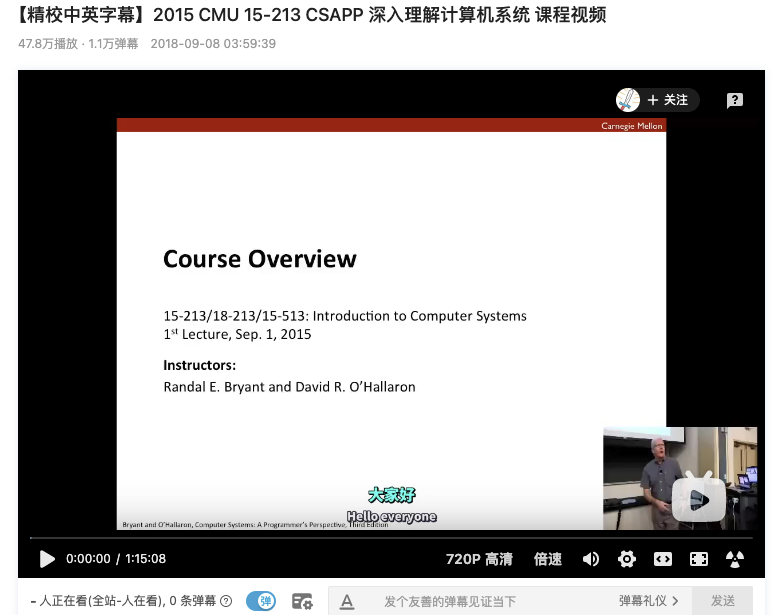 【精校中英字幕】2015 CMU 15-213 CSAPP 深入理解计算机系统 课程视频
47.8万播放 · 1.1万弹幕 2018-09-08 03:59:39
+ 关注
?
Carnegie Mellon
Course Overview
15-213/18-213/15-513: Introduction to Computer Systems
1st Lecture, Sep. 1, 2015
Instructors:
Randal E. Bryant and David R. O'Hallaron
大家好
Hello everyone
Bryant and O'Hallaron, Computer Systems: A Programmer's Perspective, Third Edition
0:00:00 / 1:15:08 720P 高清 倍速
- 人正在看(全站-人在看), 0 条弹幕 ? 弹 A 发个友善的弹幕见证当下 弹幕礼仪 > 发送